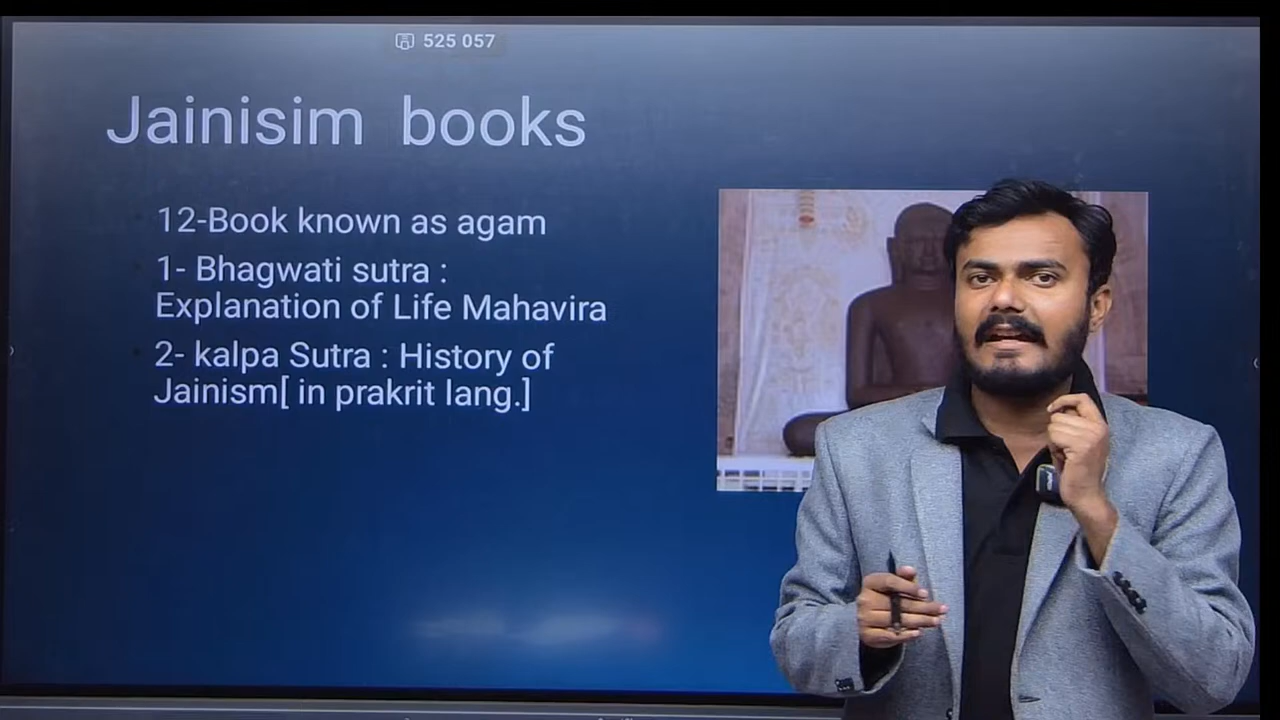 525 057
Jainisim books
12-Book known as agam
1- Bhagwati sutra :
Explanation of Life Mahavira
2- kalpa Sutra : History of
Jainism[ in prakrit lang.]